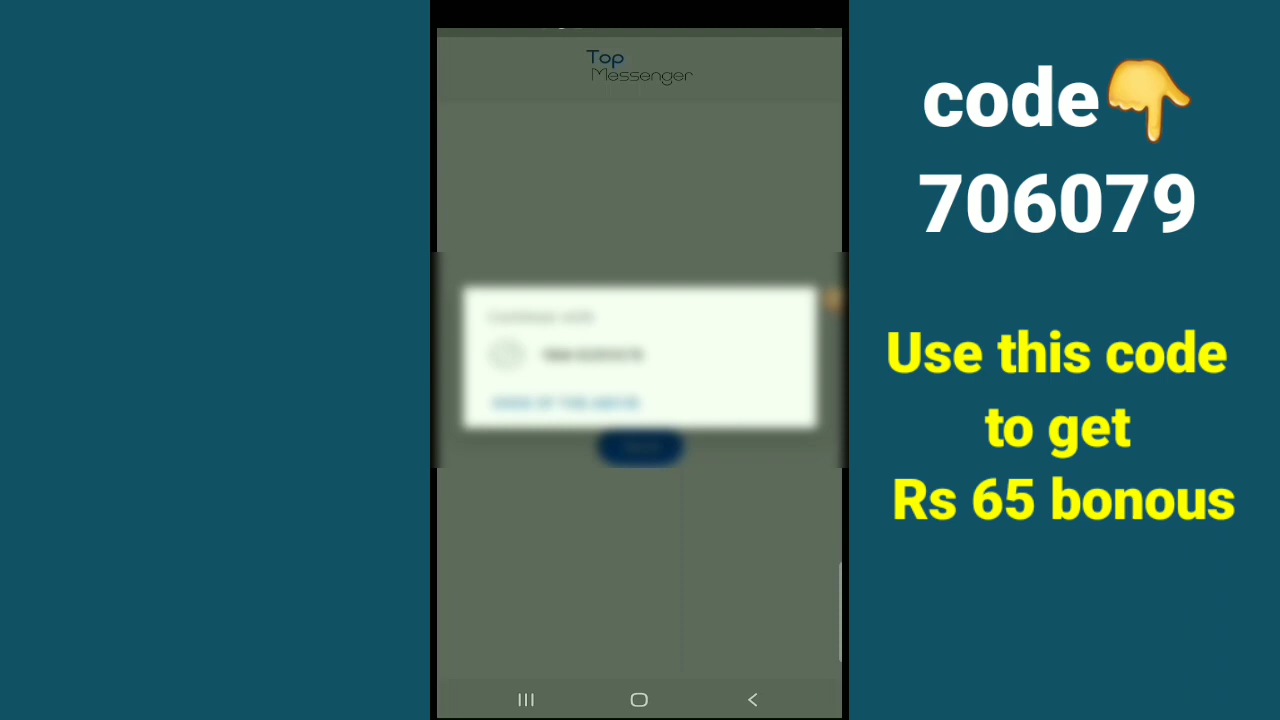 Top
Messenger
code👇
706079
Use this code
to get
Rs 65 bonous